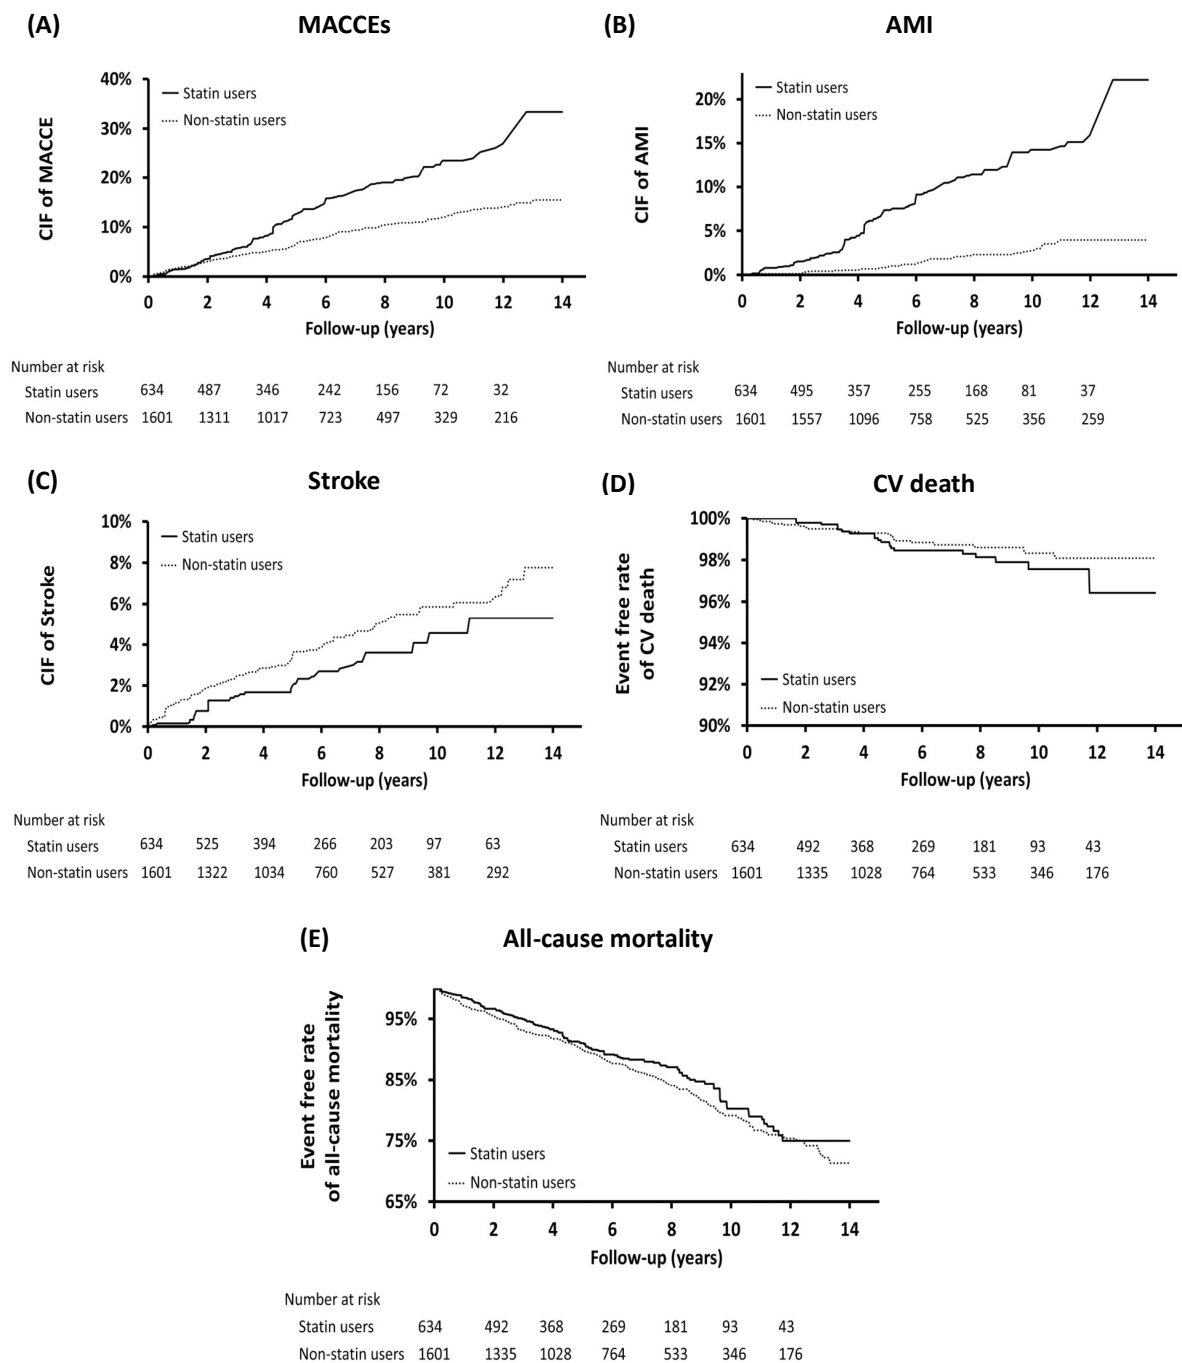 (A) MACCEs
CIF of MACCE
40%
30%
20%
10%
0%
Statin users
Non-statin users
0 2 4 6 8 10 12 14
Follow-up (years)
Number at risk
Statin users 634 487 346 242 156 72 32
Non-statin users 1601 1311 1017 723 497 329 216
(B) AMI
CIF of AMI
20%
15%
10%
5%
0%
Statin users
Non-statin users
0 2 4 6 8 10 12 14
Follow-up (years)
Number at risk
Statin users 634 495 357 255 168 81 37
Non-statin users 1601 1557 1096 758 525 356 259
(C) Stroke
CIF of Stroke
10%
8%
6%
4%
2%
0%
Statin users
Non-statin users
0 2 4 6 8 10 12 14
Follow-up (years)
Number at risk
Statin users 634 525 394 266 203 97 63
Non-statin users 1601 1322 1034 760 527 381 292
(D) CV death
Event free rate
of CV death
100%
98%
96%
94%
92%
90%
Statin users
Non-statin users
0 2 4 6 8 10 12 14
Follow-up (years)
Number at risk
Statin users 634 492 368 269 181 93 43
Non-statin users 1601 1335 1028 764 533 346 176
(E) All-cause mortality
Event free rate
of all-cause mortality
95%
85%
75%
65%
Statin users
Non-statin users
0 2 4 6 8 10 12 14
Follow-up (years)
Number at risk
Statin users 634 492 368 269 181 93 43
Non-statin users 1601 1335 1028 764 533 346 176